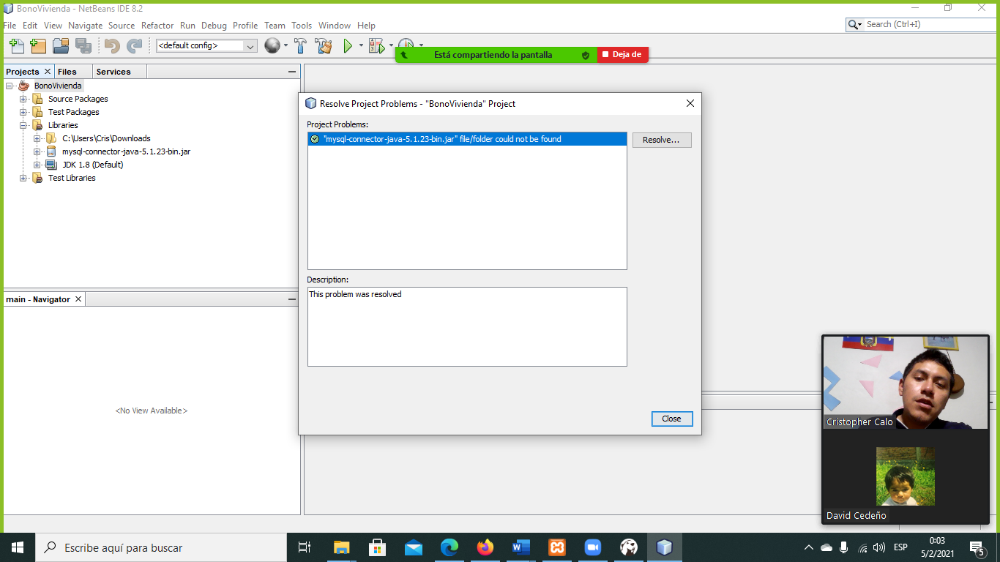 BonoVivienda - NetBeans IDE 8.2
File Edit View Navigate Source Refactor Run Debug Profile Team Tools Window Help
Search (Ctrl+I)
<default config>
Está compartiendo la pantalla
Deja de
Projects Files Services
BonoVivienda
Source Packages
Test Packages
Libraries
C:\Users\Cris\Downloads
mysql-connector-java-5.1.23-bin.jar
JDK 1.8 (Default)
Test Libraries
main - Navigator
<No View Available>
Resolve Project Problems - "BonoVivienda" Project
Project Problems:
"mysql-connector-java-5.1.23-bin.jar" file/folder could not be found
Resolve...
Description:
This problem was resolved
Close
Cristopher Calo
David Cedeño
Escribe aquí para buscar
ESP
0:03
5/2/2021
5